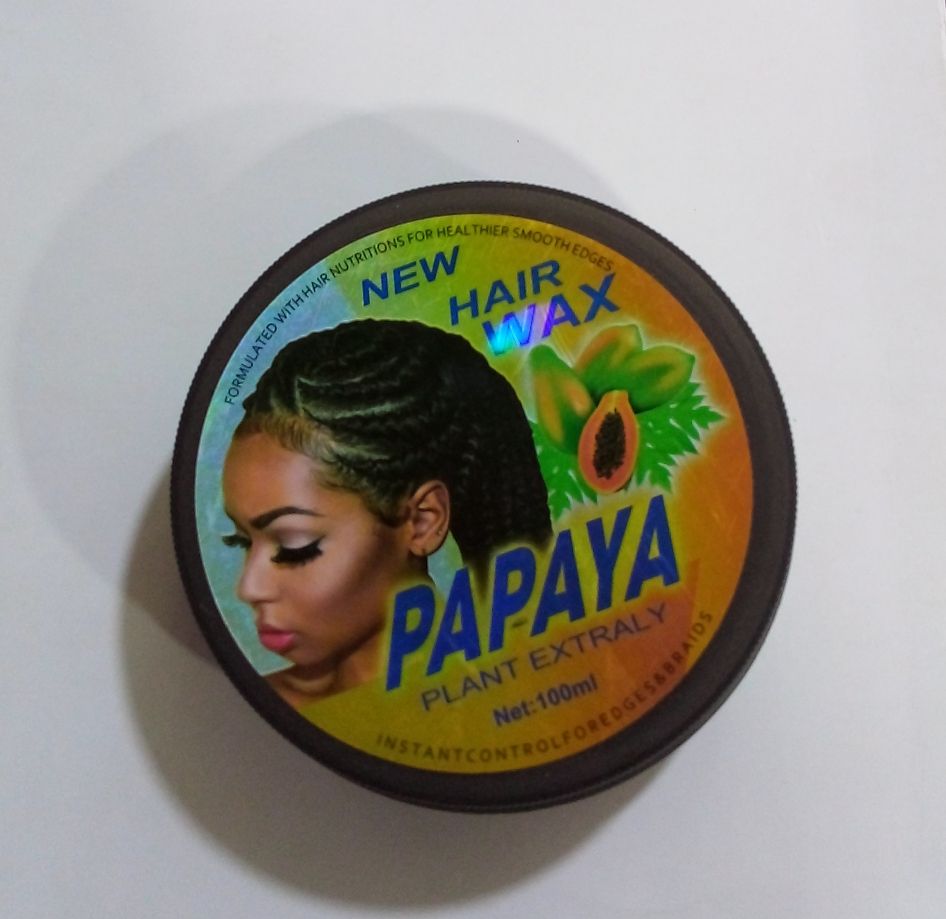 FORMULATED WITH HAIR NUTRITIONS FOR HEALTHIER SMOOTH EDGES
NEW
HAIR
WAX
PAPAYA
PLANT EXTRALY
Net:100ml
INSTANTCONTROLFOREDGES&BRAIDS